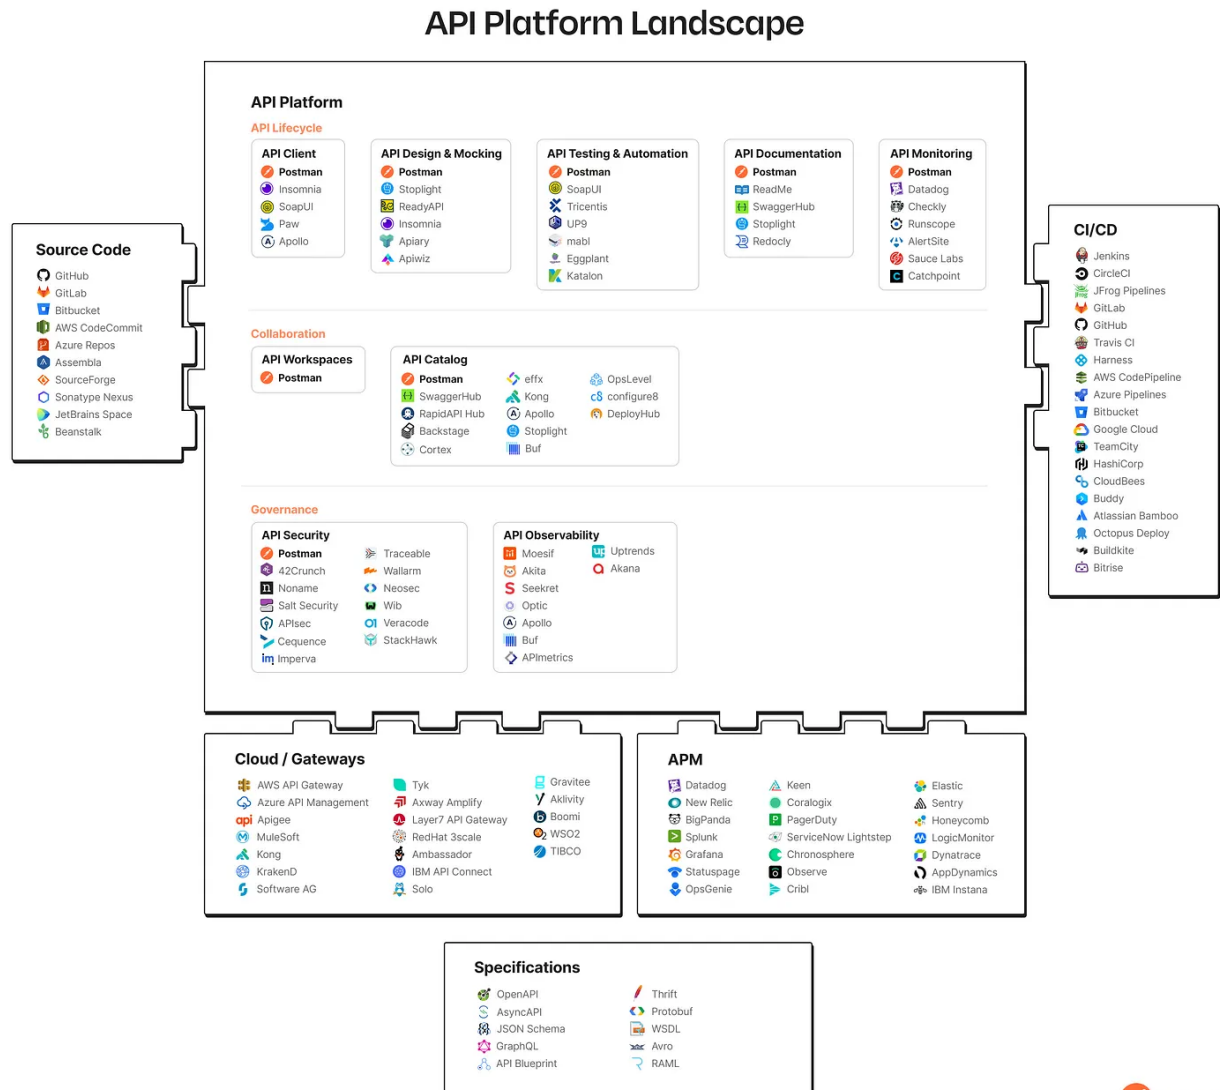 API Platform Landscape
API Platform
API Lifecycle
API Client
Postman
Insomnia
SoapUI
Paw
Apollo
API Design & Mocking
Postman
Stoplight
ReadyAPI
Insomnia
Apiary
Apiwiz
API Testing & Automation
Postman
SoapUI
Tricentis
UP9
mabl
Eggplant
Katalon
API Documentation
Postman
ReadMe
SwaggerHub
Stoplight
Redocly
API Monitoring
Postman
Datadog
Checkly
Runscope
AlertSite
Sauce Labs
Catchpoint
Source Code
GitHub
GitLab
Bitbucket
AWS CodeCommit
Azure Repos
Assembla
SourceForge
Sonatype Nexus
JetBrains Space
Beanstalk
CI/CD
Jenkins
CircleCI
JFrog Pipelines
GitLab
GitHub
Travis CI
Harness
AWS CodePipeline
Azure Pipelines
Bitbucket
Google Cloud
TeamCity
HashiCorp
CloudBees
Buddy
Atlassian Bamboo
Octopus Deploy
Buildkite
Bitrise
Collaboration
API Workspaces
Postman
API Catalog
Postman
SwaggerHub
RapidAPI Hub
Backstage
Cortex
effx
Kong
Apollo
Stoplight
Buf
OpsLevel
configure8
DeployHub
Governance
API Security
Postman
42Crunch
Noname
Salt Security
APIsec
Cequence
Imperva
Traceable
Wallarm
Neosec
Wib
Veracode
StackHawk
API Observability
Moesif
Akita
Seekret
Optic
Apollo
Buf
APImetrics
Uptrends
Akana
Cloud / Gateways
AWS API Gateway
Azure API Management
Apigee
MuleSoft
Kong
KrakenD
Software AG
Tyk
Axway Amplify
Layer7 API Gateway
RedHat 3scale
Ambassador
IBM API Connect
Solo
Gravitee
Aklivity
Boomi
WSO2
TIBCO
APM
Datadog
New Relic
BigPanda
Splunk
Grafana
Statuspage
OpsGenie
Keen
Coralogix
PagerDuty
ServiceNow Lightstep
Chronosphere
Observe
Cribl
Elastic
Sentry
Honeycomb
LogicMonitor
Dynatrace
AppDynamics
IBM Instana
Specifications
OpenAPI
AsyncAPI
JSON Schema
GraphQL
API Blueprint
Thrift
Protobuf
WSDL
Avro
RAML